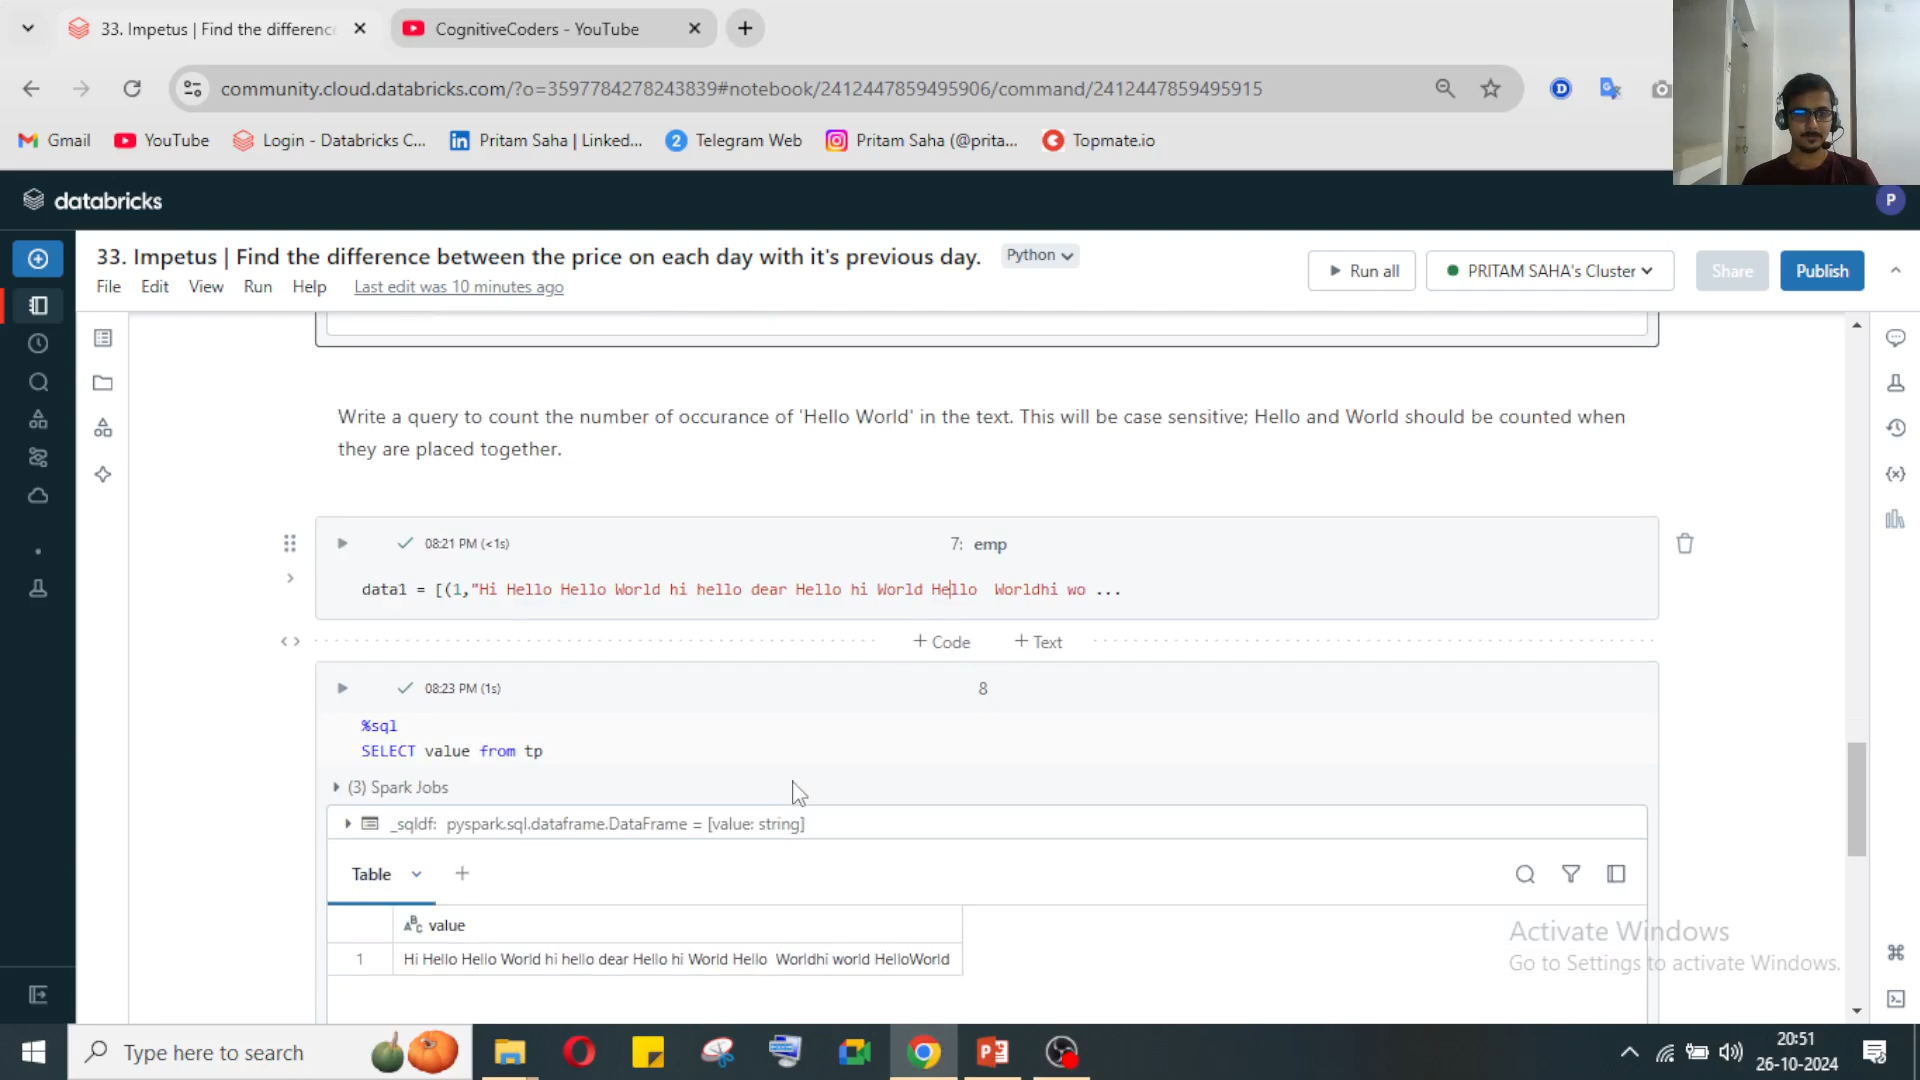 33. Impetus | Find the difference
CognitiveCoders - YouTube
community.cloud.databricks.com/?o=3597784278243839#notebook/2412447859495906/command/2412447859495915
D
Gmail
YouTube
Login - Databricks C...
Pritam Saha | Linked...
2
Telegram Web
Pritam Saha (@prita...
Topmate.io
databricks
P
33. Impetus | Find the difference between the price on each day with it's previous day.
Python
File Edit View Run Help
Last edit was 10 minutes ago
Run all
PRITAM SAHA's Cluster
Share
Publish
Write a query to count the number of occurance of 'Hello World' in the text. This will be case sensitive; Hello and World should be counted when
they are placed together.
08:21 PM (<1s)
7: emp
data1 = [(1,"Hi Hello Hello World hi hello dear Hello hi World Hello  Worldhi wo ...
+ Code
+ Text
08:23 PM (1s)
8
%sql
SELECT value from tp
(3) Spark Jobs
_sqldf: pyspark.sql.dataframe.DataFrame = [value: string]
Table
+
ABC value
1
Hi Hello Hello World hi hello dear Hello hi World Hello  Worldhi world HelloWorld
Activate Windows
Go to Settings to activate Windows.
Type here to search
20:51
26-10-2024